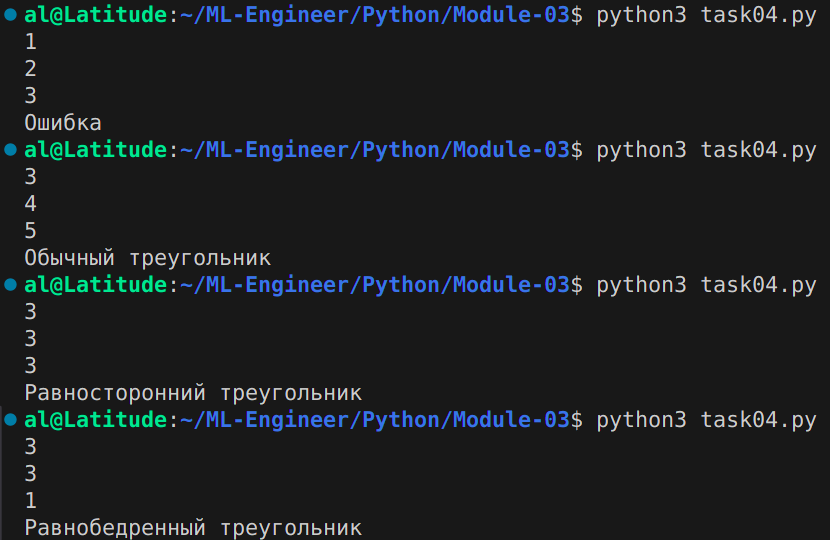 al@Latitude:~/ML-Engineer/Python/Module-03$ python3 task04.py
1
2
3
Ошибка
al@Latitude:~/ML-Engineer/Python/Module-03$ python3 task04.py
3
4
5
Обычный треугольник
al@Latitude:~/ML-Engineer/Python/Module-03$ python3 task04.py
3
3
3
Равносторонний треугольник
al@Latitude:~/ML-Engineer/Python/Module-03$ python3 task04.py
3
3
1
Равнобедренный треугольник